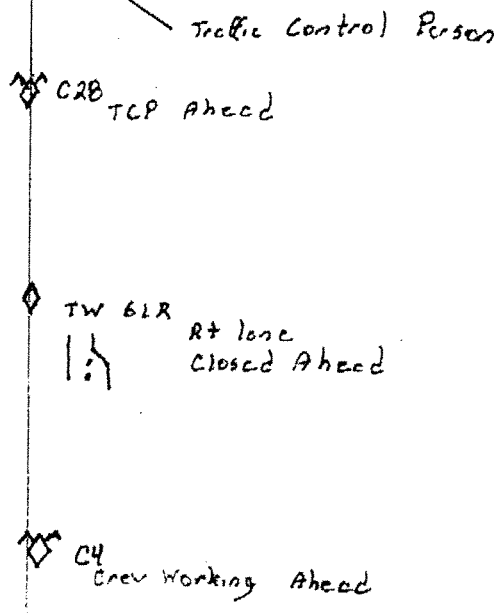 Traffic Control Person
C28
TCP Ahead
TW 61R
Rt lane
Closed Ahead
C4
Crew Working Ahead